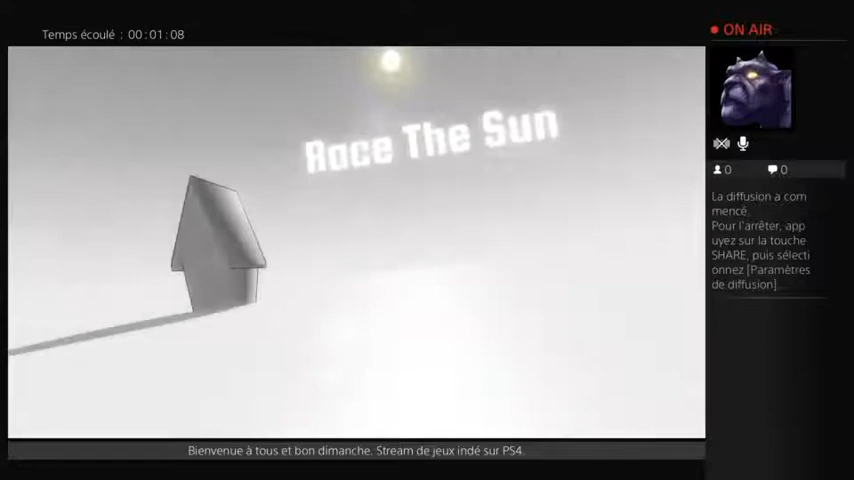 Temps écoulé : 00:01:08
ON AIR
Race The Sun
0 0
La diffusion a com
mencé.
Pour l'arrêter, app
uyez sur la touche
SHARE, puis sélecti
onnez [Paramètres
de diffusion].
Bienvenue à tous et bon dimanche. Stream de jeux indé sur PS4.